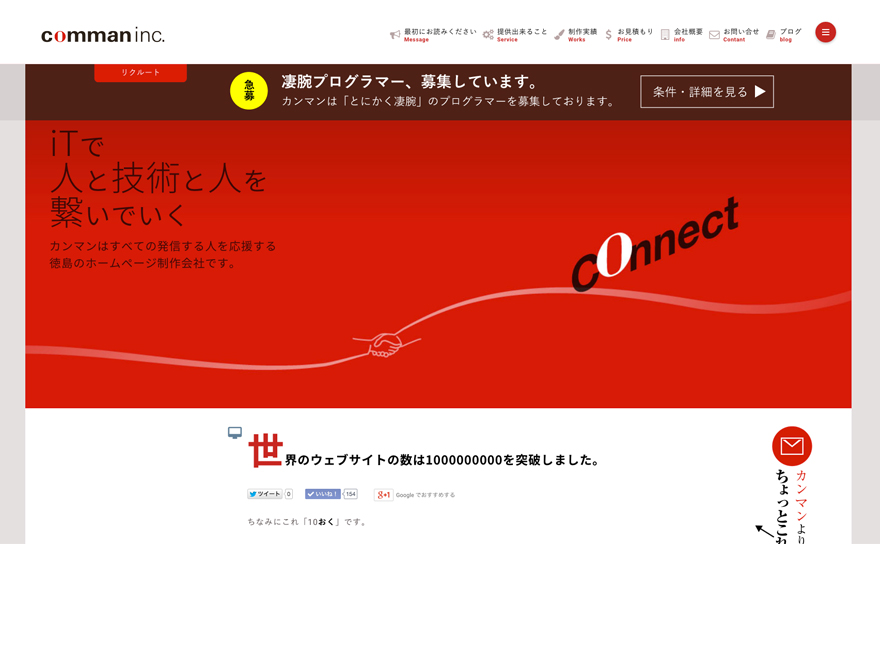 comman inc.
最初にお読みください
Message
提供出来ること
Service
制作実績
Works
お見積もり
Price
会社概要
info
お問い合せ
Contant
ブログ
blog
リクルート
急募
凄腕プログラマー、募集しています。
カンマンは「とにかく凄腕」のプログラマーを募集しております。
条件・詳細を見る ▶
iTで
人と技術と人を
繋いでいく
カンマンはすべての発信する人を応援する
徳島のホームページ制作会社です。
connect
世界のウェブサイトの数は1000000000を突破しました。
ツイート 0
いいね！ 154
g+1 Google でおすすめする
ちなみにこれ「10おく」です。
カンマンより
ちょっとこれ